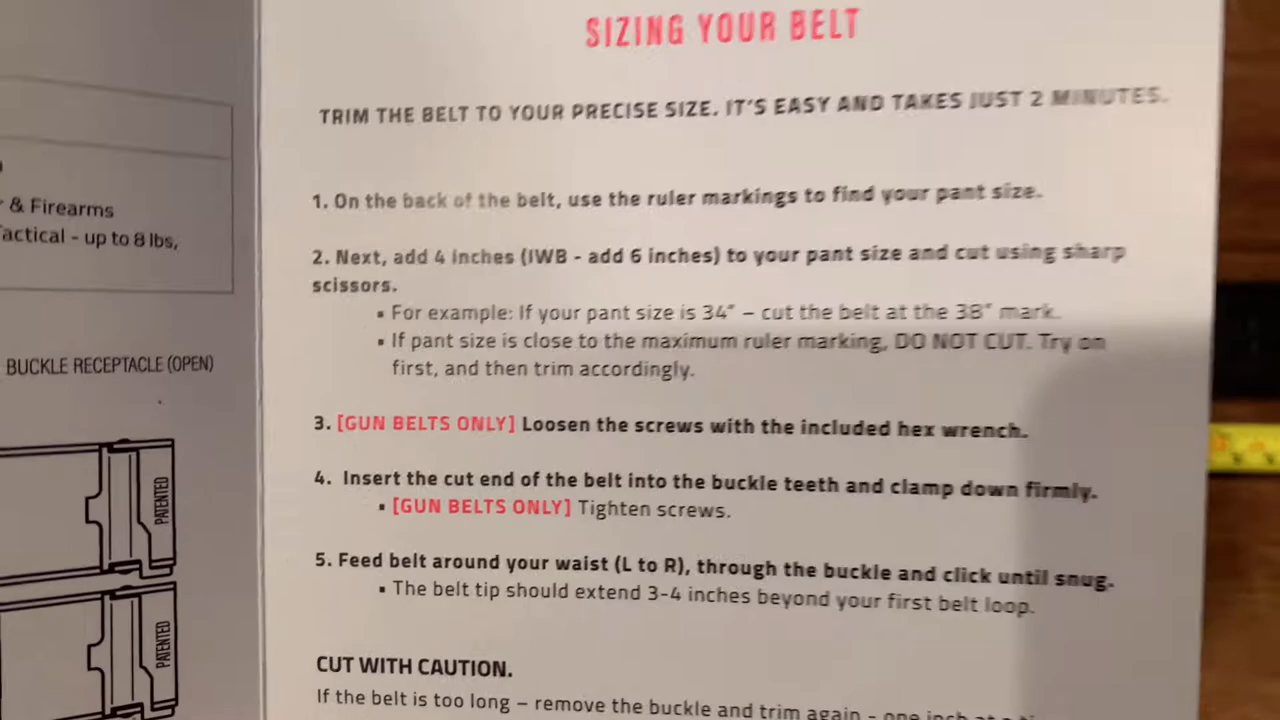 SIZING YOUR BELT
TRIM THE BELT TO YOUR PRECISE SIZE. IT'S EASY AND TAKES JUST 2 MINUTES.
1. On the back of the belt, use the ruler markings to find your pant size.
2. Next, add 4 inches (IWB - add 6 inches) to your pant size and cut using sharp
scissors.
▪ For example: If your pant size is 34" – cut the belt at the 38" mark.
▪ If pant size is close to the maximum ruler marking, DO NOT CUT. Try on
first, and then trim accordingly.
3. [GUN BELTS ONLY] Loosen the screws with the included hex wrench.
4. Insert the cut end of the belt into the buckle teeth and clamp down firmly.
▪ [GUN BELTS ONLY] Tighten screws.
5. Feed belt around your waist (L to R), through the buckle and click until snug.
▪ The belt tip should extend 3-4 inches beyond your first belt loop.
CUT WITH CAUTION.
If the belt is too long – remove the buckle and trim again - one inch at a
& Firearms
actical - up to 8 lbs,
BUCKLE RECEPTACLE (OPEN)
PATENTED
PATENTED